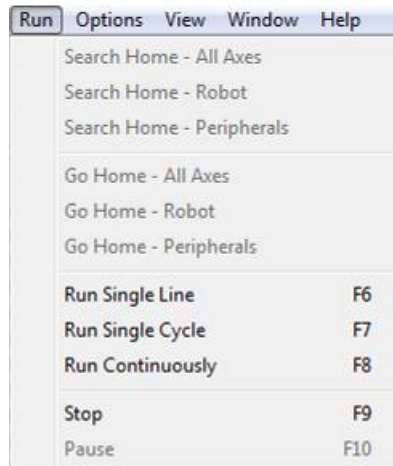 Run Options View Window Help
Search Home - All Axes
Search Home - Robot
Search Home - Peripherals
Go Home - All Axes
Go Home - Robot
Go Home - Peripherals
Run Single Line F6
Run Single Cycle F7
Run Continuously F8
Stop F9
Pause F10